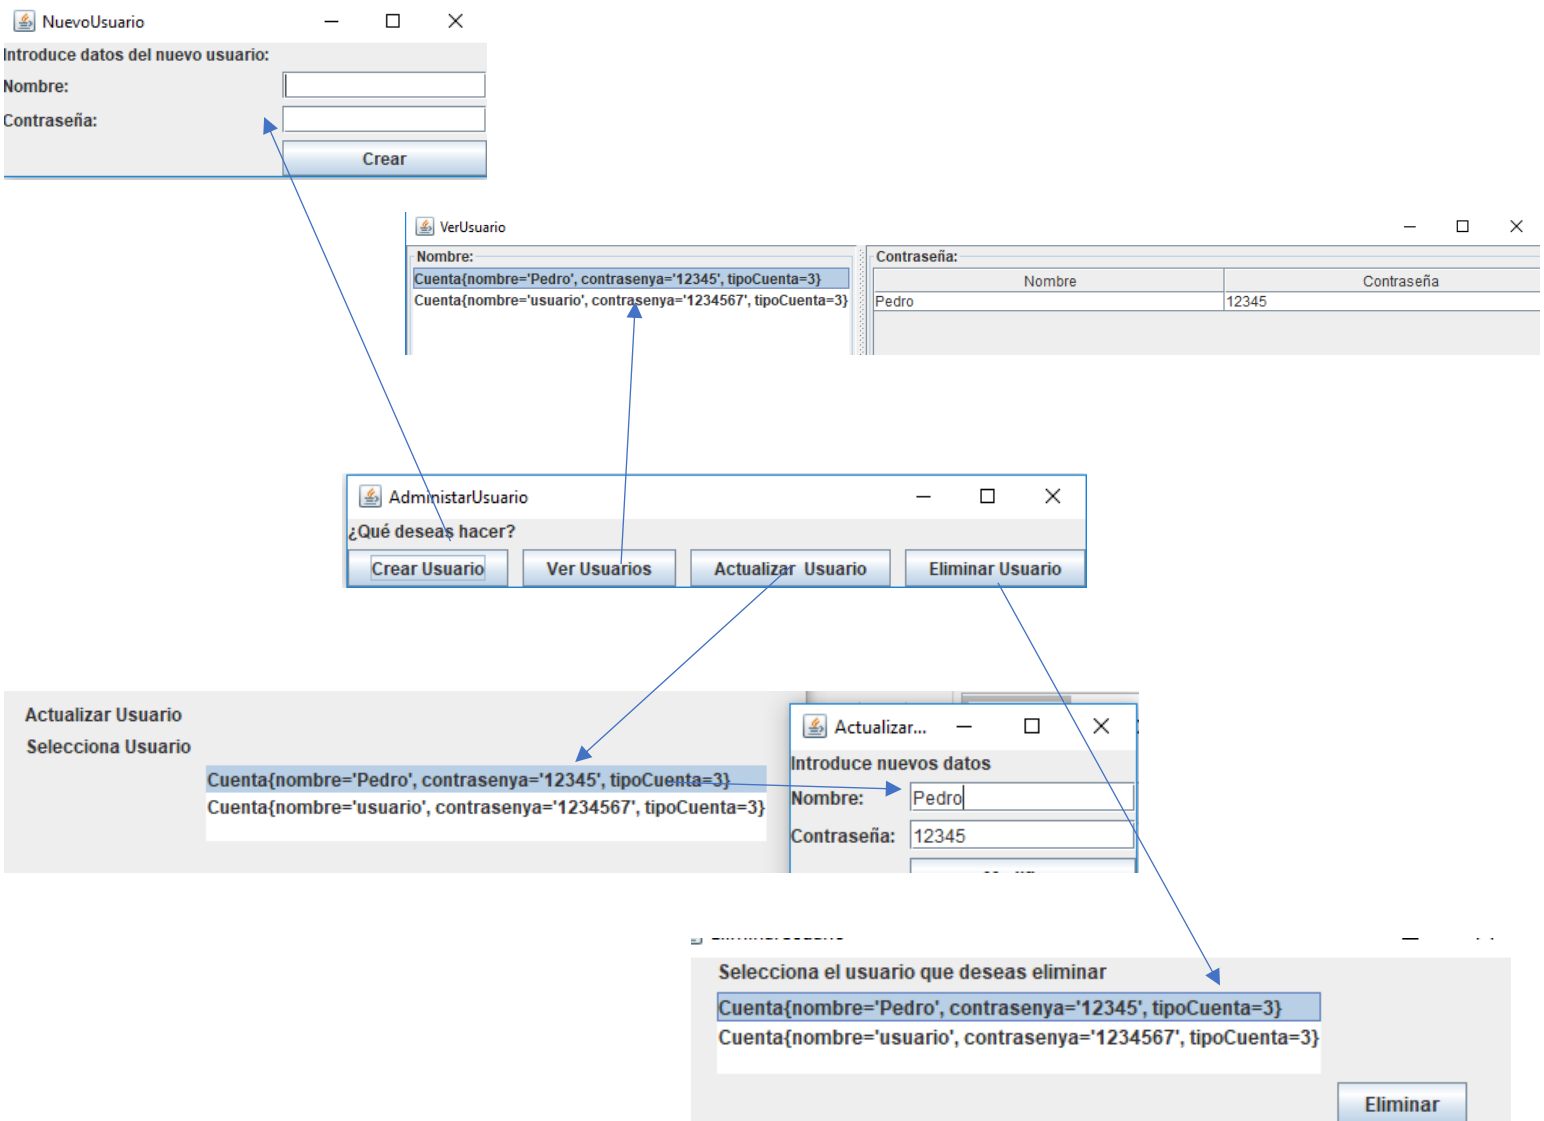 NuevoUsuario
Introduce datos del nuevo usuario:
Nombre:
Contraseña:
Crear
VerUsuario
Nombre:
Cuenta{nombre='Pedro', contrasenya='12345', tipoCuenta=3}
Cuenta{nombre='usuario', contrasenya='1234567', tipoCuenta=3}
Contraseña:
Nombre Contraseña
Pedro 12345
AdministarUsuario
¿Qué deseas hacer?
Crear Usuario Ver Usuarios Actualizar Usuario Eliminar Usuario
Actualizar Usuario
Selecciona Usuario
Cuenta{nombre='Pedro', contrasenya='12345', tipoCuenta=3}
Cuenta{nombre='usuario', contrasenya='1234567', tipoCuenta=3}
Actualizar...
Introduce nuevos datos
Nombre: Pedro
Contraseña: 12345
Selecciona el usuario que deseas eliminar
Cuenta{nombre='Pedro', contrasenya='12345', tipoCuenta=3}
Cuenta{nombre='usuario', contrasenya='1234567', tipoCuenta=3}
Eliminar